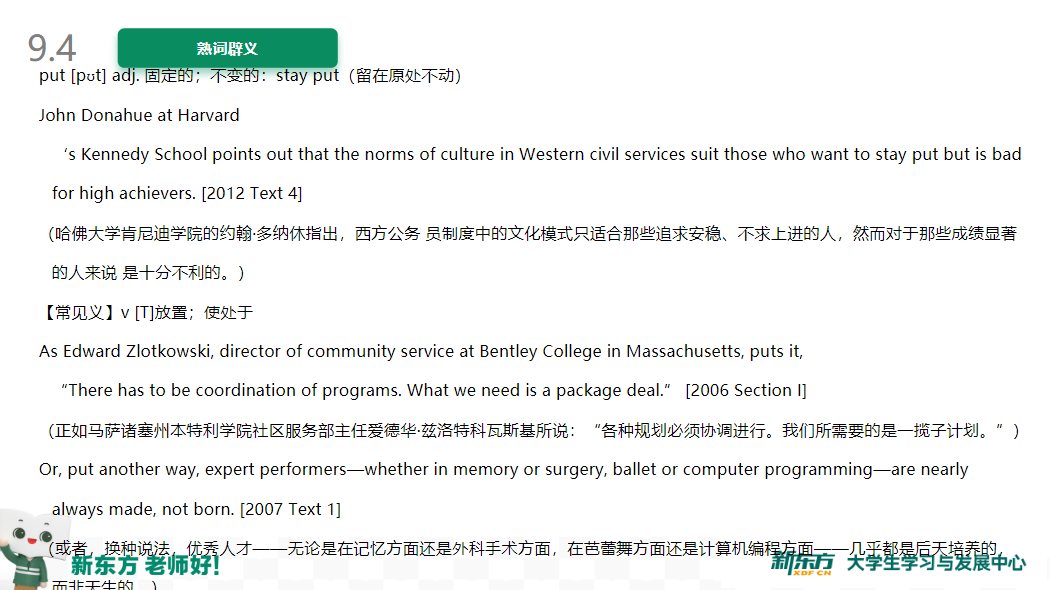 9.4
熟词辟义
put [pʊt] adj. 固定的；不变的：stay put（留在原处不动）
John Donahue at Harvard
‘s Kennedy School points out that the norms of culture in Western civil services suit those who want to stay put but is bad
for high achievers. [2012 Text 4]
（哈佛大学肯尼迪学院的约翰·多纳休指出，西方公务 员制度中的文化模式只适合那些追求安稳、不求上进的人，然而对于那些成绩显著
的人来说 是十分不利的。）
【常见义】v [T]放置；使处于
As Edward Zlotkowski, director of community service at Bentley College in Massachusetts, puts it,
“There has to be coordination of programs. What we need is a package deal.” [2006 Section I]
（正如马萨诸塞州本特利学院社区服务部主任爱德华·兹洛特科瓦斯基所说：“各种规划必须协调进行。我们所需要的是一揽子计划。“ ）
Or, put another way, expert performers—whether in memory or surgery, ballet or computer programming—are nearly
always made, not born. [2007 Text 1]
（或者，换种说法，优秀人才——无论是在记忆方面还是外科手术方面，在芭蕾舞方面还是计算机编程方面——几乎都是后天培养的，
而非天生的。）
新东方 老师好！
新东方 XDF.CN 大学生学习与发展中心